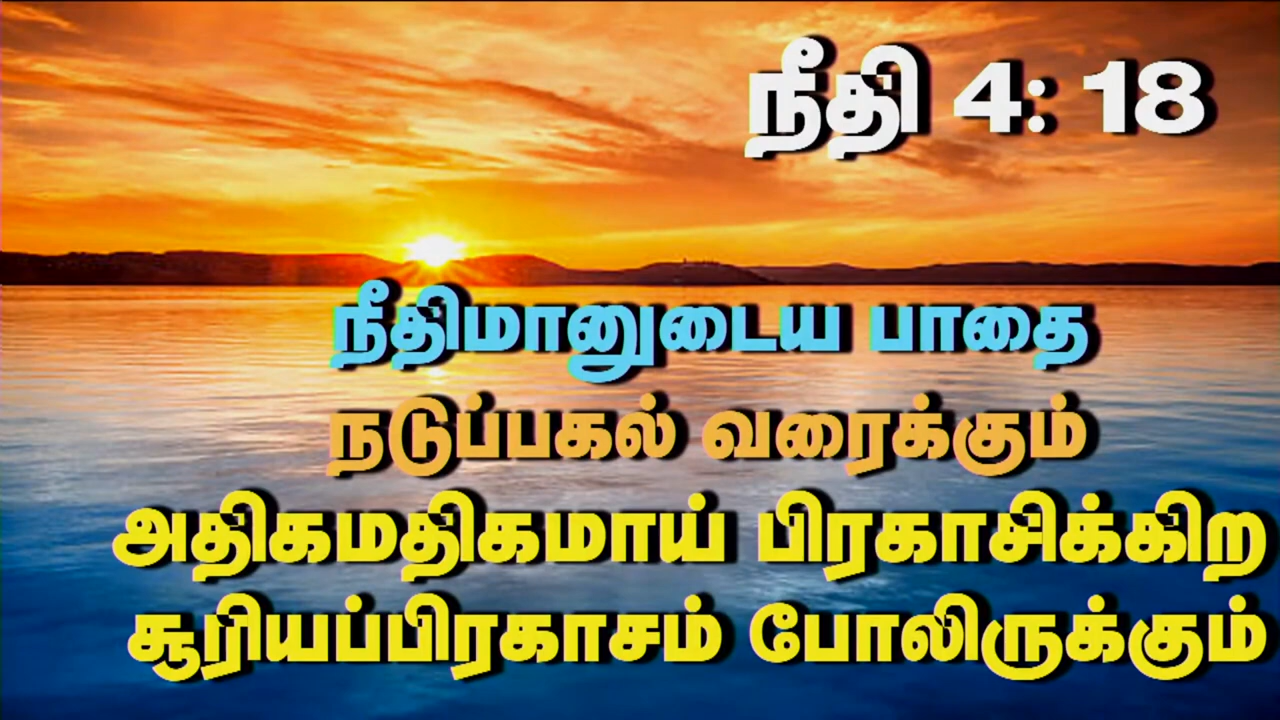 நீதி 4: 18
நீதிமானுடைய பாதை
நடுப்பகல் வரைக்கும்
அதிகமதிகமாய் பிரகாசிக்கிற
சூரியப்பிரகாசம் போலிருக்கும்